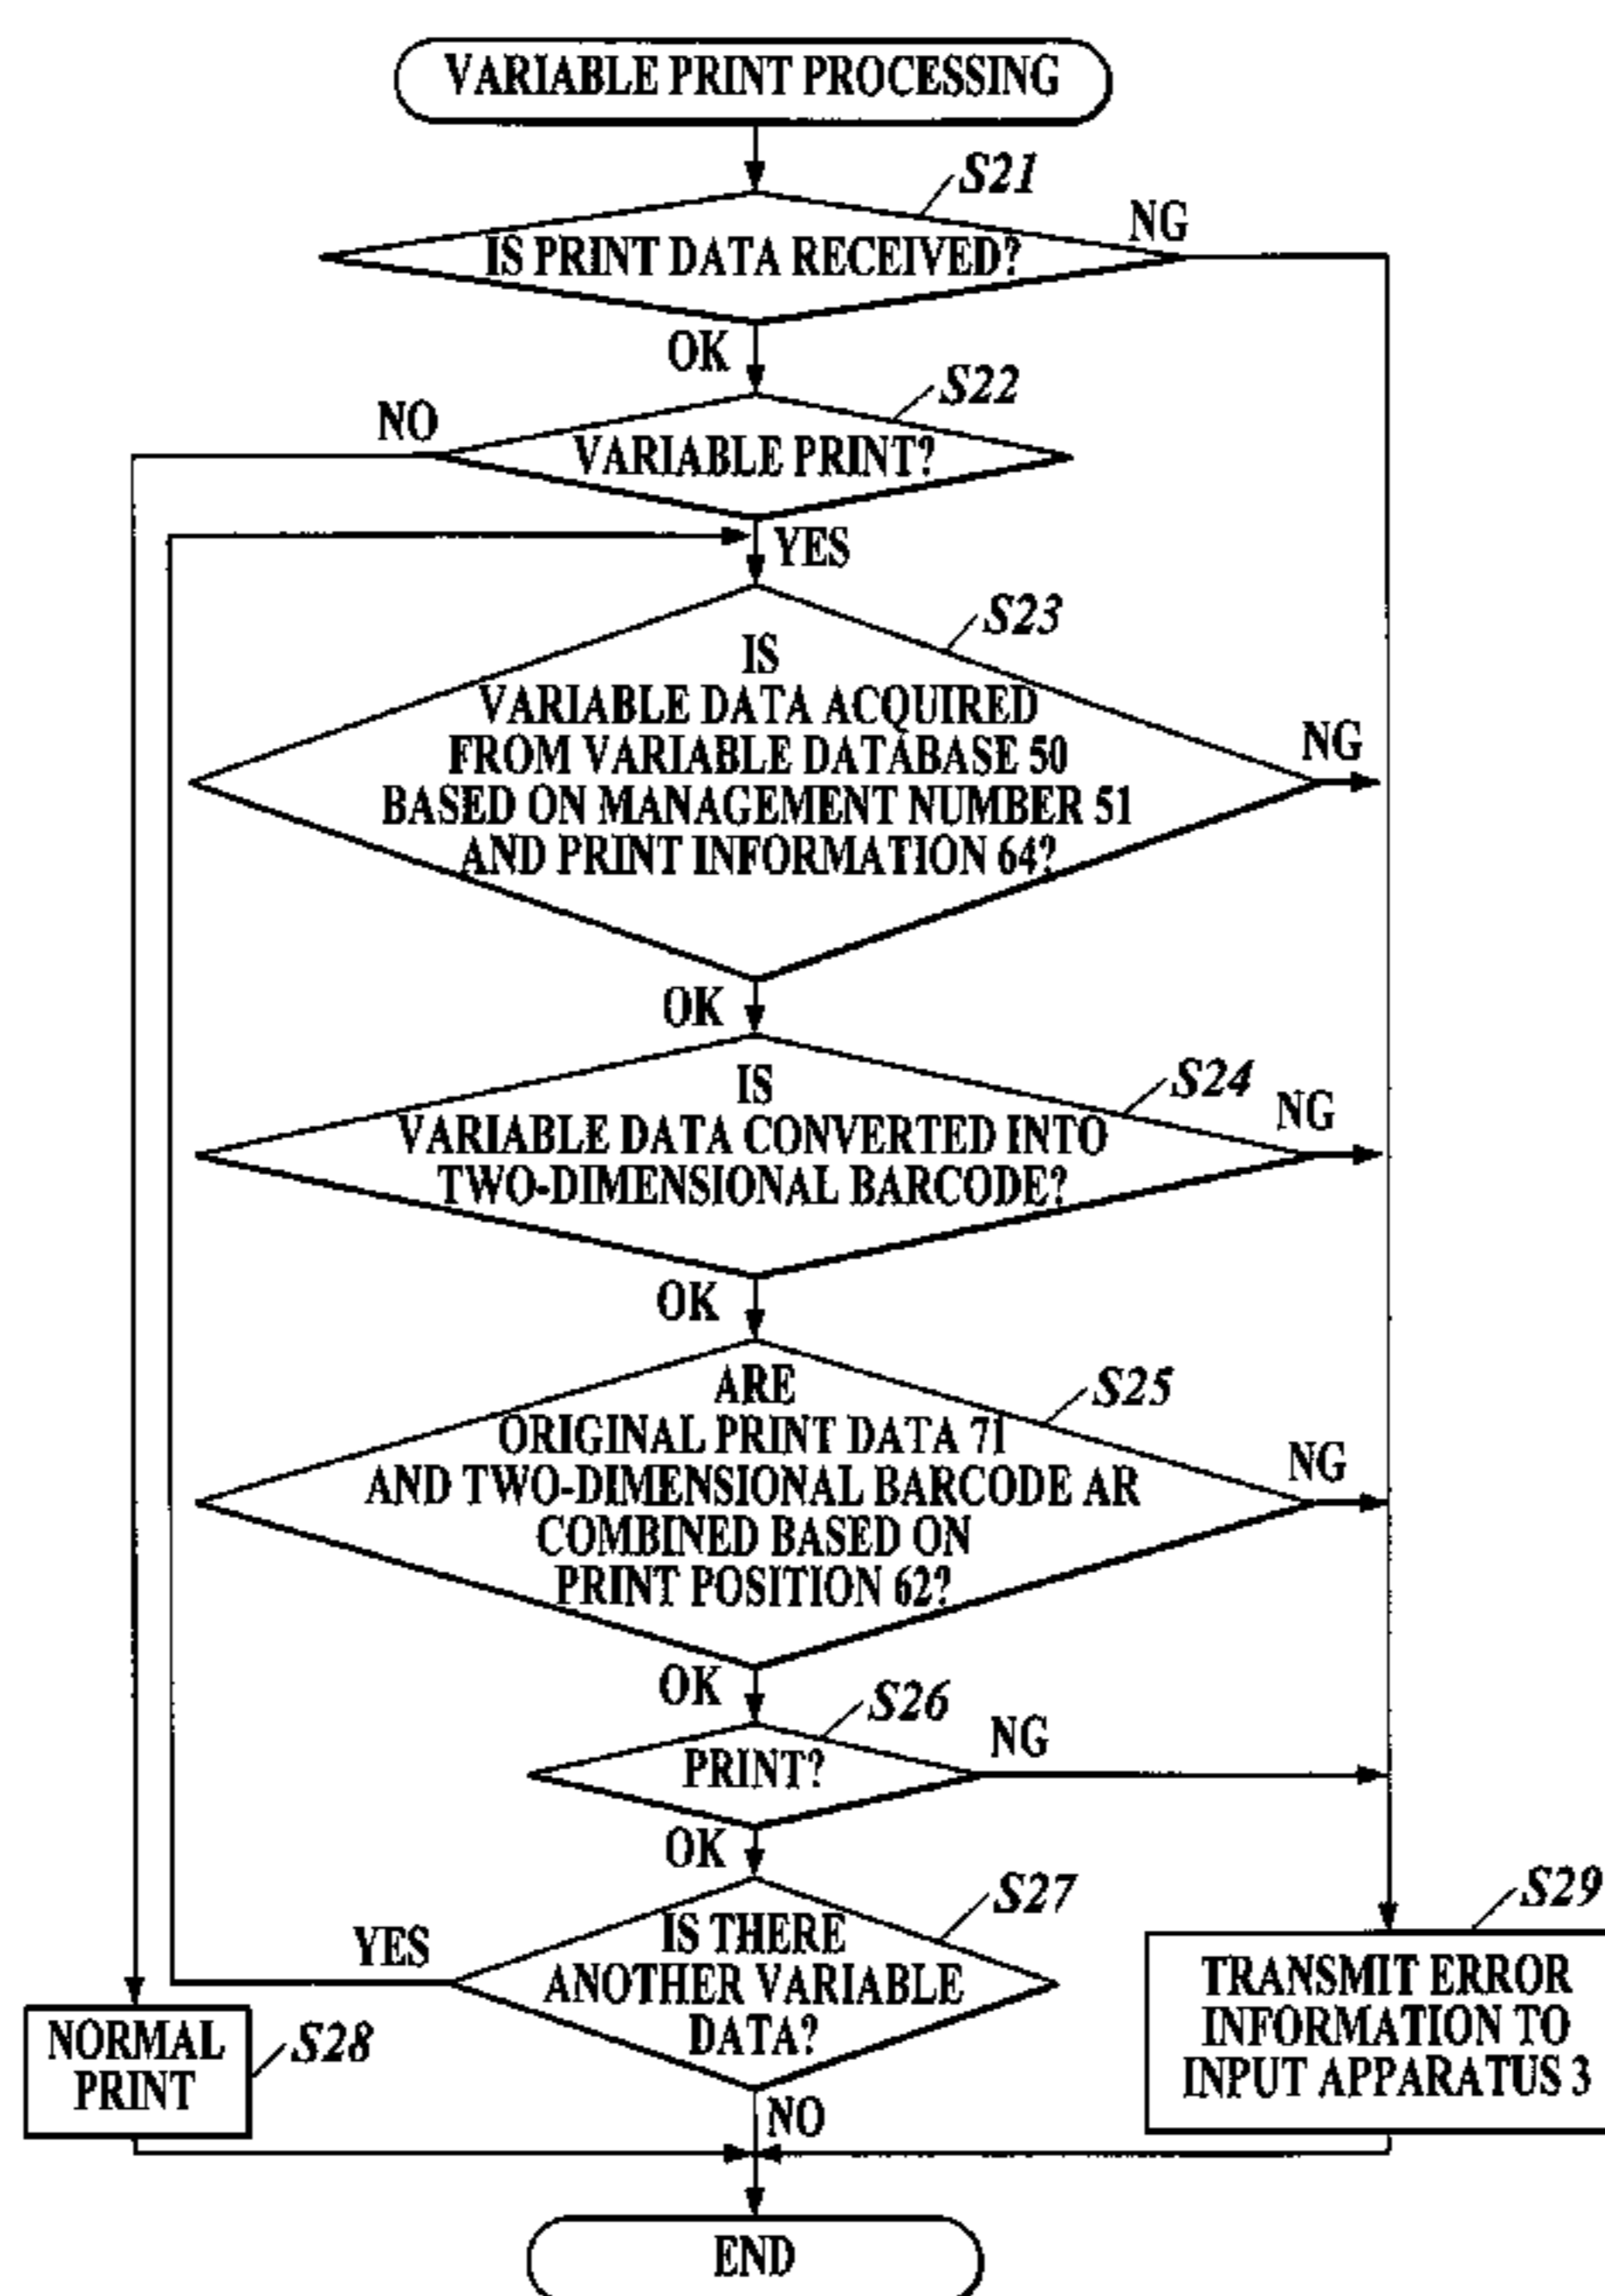 VARIABLE PRINT PROCESSING
S21
NG
IS PRINT DATA RECEIVED?
OK
S22
NO
VARIABLE PRINT?
YES
S23
IS
VARIABLE DATA ACQUIRED
FROM VARIABLE DATABASE 50
BASED ON MANAGEMENT NUMBER 51
AND PRINT INFORMATION 64?
NG
OK
S24
IS
VARIABLE DATA CONVERTED INTO
TWO-DIMENSIONAL BARCODE?
NG
OK
S25
ARE
ORIGINAL PRINT DATA 71
AND TWO-DIMENSIONAL BARCODE AR
COMBINED BASED ON
PRINT POSITION 62?
NG
OK
S26
PRINT?
NG
OK
S27
IS THERE
ANOTHER VARIABLE
DATA?
YES
NO
NORMAL
PRINT
S28
S29
TRANSMIT ERROR
INFORMATION TO
INPUT APPARATUS 3
END